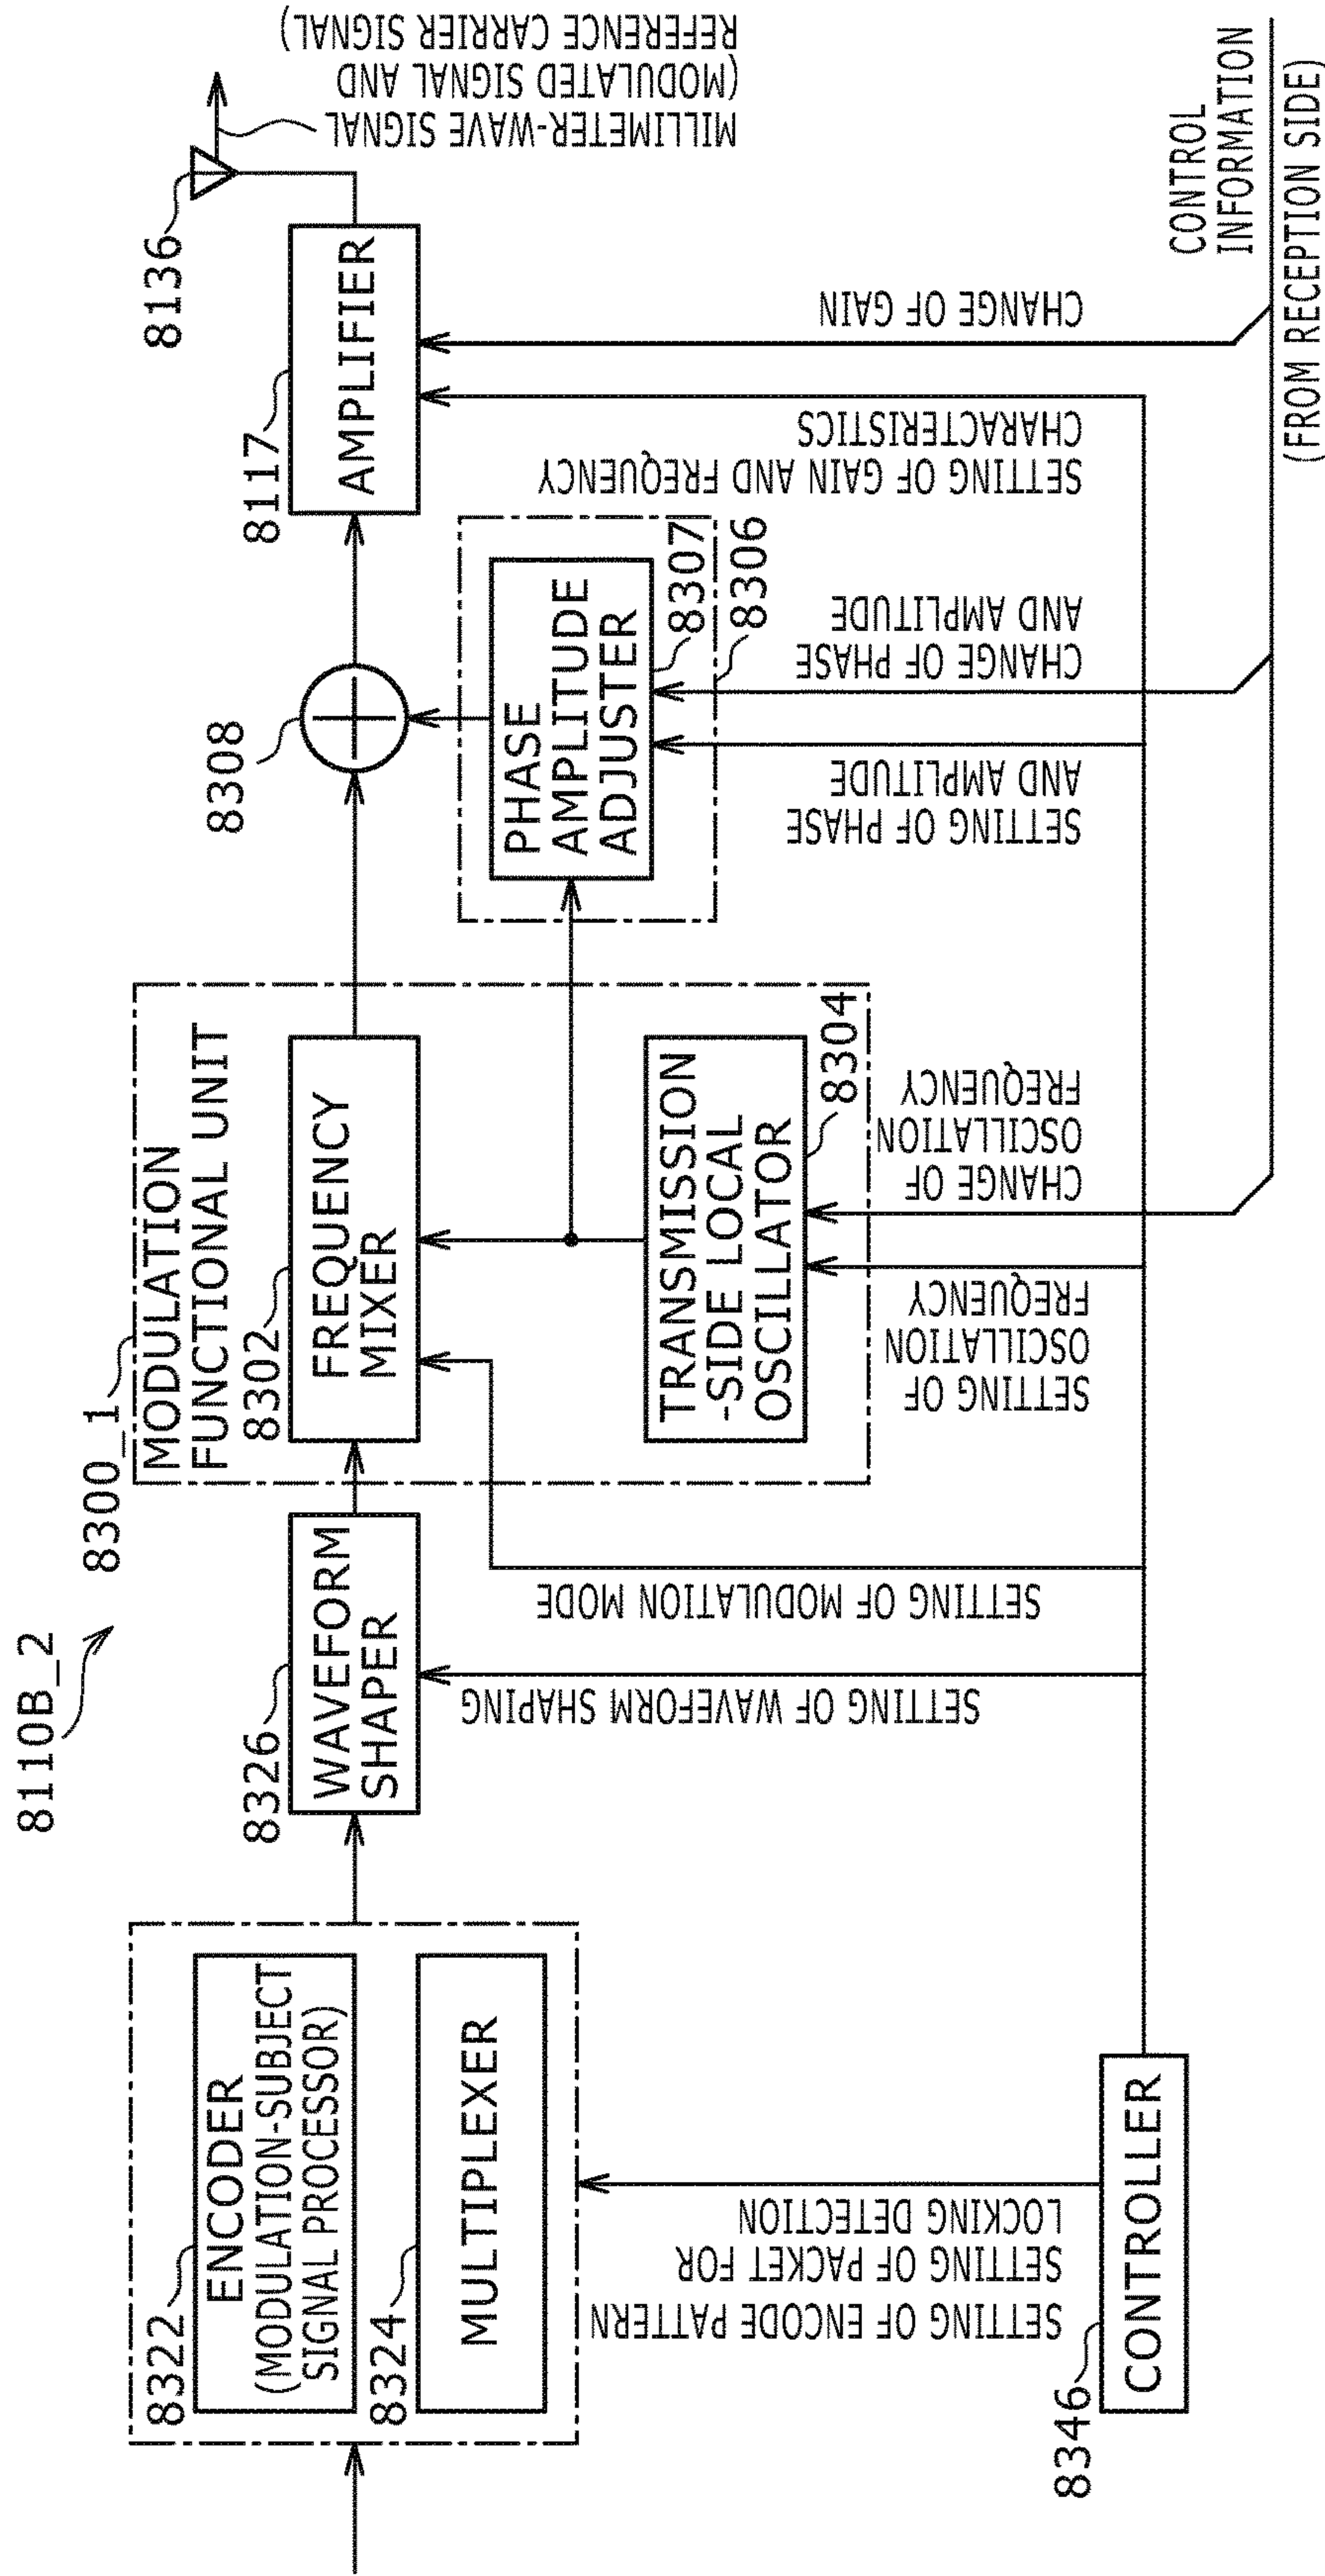 8110B_2
8300_1
MODULATION
FUNCTIONAL UNIT
8322
ENCODER
(MODULATION-SUBJECT
SIGNAL PROCESSOR)
8324
MULTIPLEXER
8326
WAVEFORM
SHAPER
8302
FREQUENCY
MIXER
TRANSMISSION
-SIDE LOCAL
OSCILLATOR
8304
8308
PHASE
AMPLITUDE
ADJUSTER
8307
8306
8117
AMPLIFIER
8136
MILLIMETER-WAVE SIGNAL
(MODULATED SIGNAL AND
REFERENCE CARRIER SIGNAL)
SETTING OF ENCODE PATTERN
SETTING OF PACKET FOR
LOCKING DETECTION
SETTING OF WAVEFORM SHAPING
SETTING OF MODULATION MODE
SETTING OF
OSCILLATION
FREQUENCY
CHANGE OF
OSCILLATION
FREQUENCY
SETTING OF PHASE
AND AMPLITUDE
CHANGE OF PHASE
AND AMPLITUDE
SETTING OF GAIN AND FREQUENCY
CHARACTERISTICS
CHANGE OF GAIN
8346
CONTROLLER
CONTROL
INFORMATION
(FROM RECEPTION SIDE)